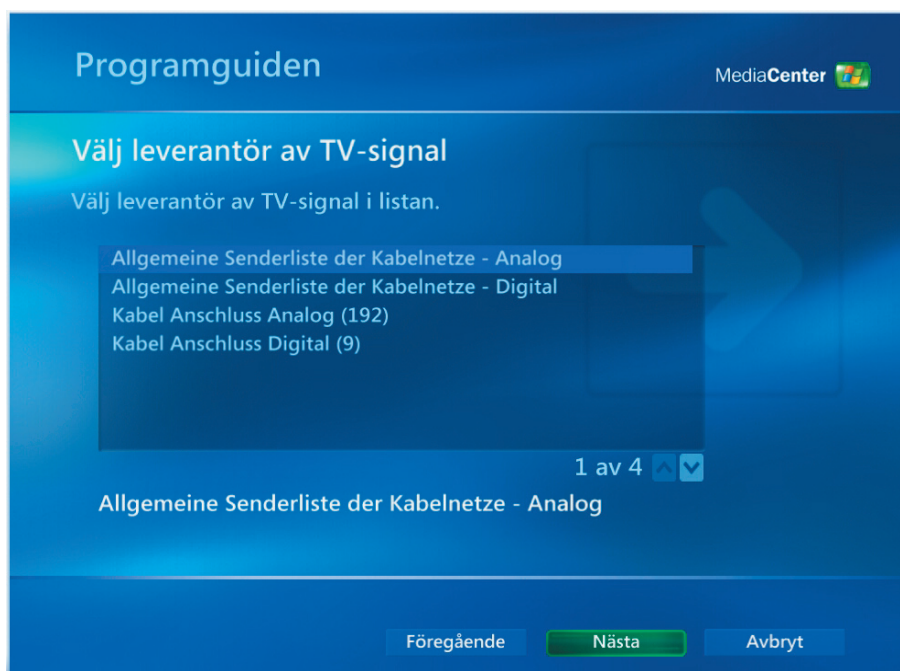 Programguiden
MediaCenter
Välj leverantör av TV-signal
Välj leverantör av TV-signal i listan.
Allgemeine Senderliste der Kabelnetze - Analog
Allgemeine Senderliste der Kabelnetze - Digital
Kabel Anschluss Analog (192)
Kabel Anschluss Digital (9)
1 av 4
Allgemeine Senderliste der Kabelnetze - Analog
Föregående Nästa Avbryt